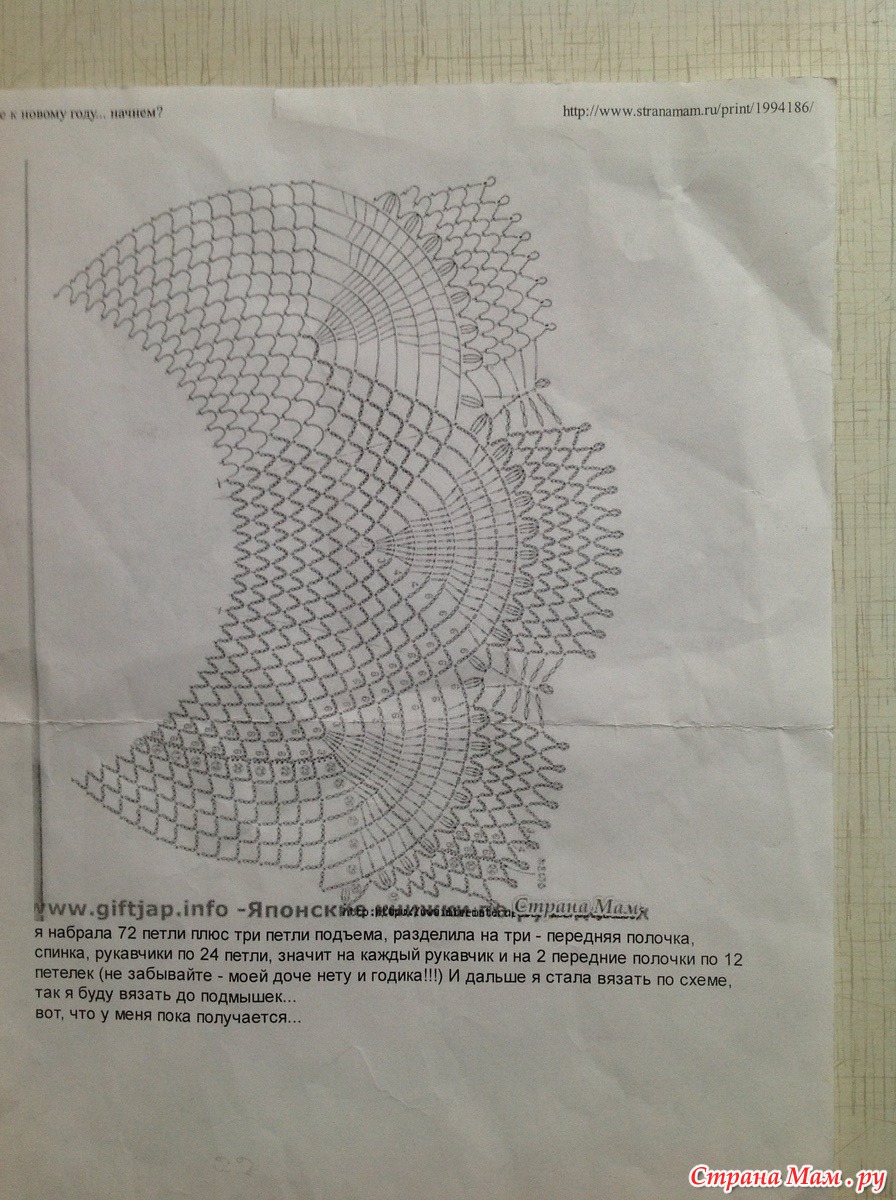 е к новому году... начнем?
http://www.stranamam.ru/print/1994186/
www.giftjap.info -Японские
Страна Мам
я набрала 72 петли плюс три петли подъема, разделила на три - передняя полочка,
спинка, рукавчики по 24 петли, значит на каждый рукавчик и на 2 передние полочки по 12
петелек (не забывайте - моей доче нету и годика!!!) И дальше я стала вязать по схеме,
так я буду вязать до подмышек...
вот, что у меня пока получается...
Страна Мам.ру